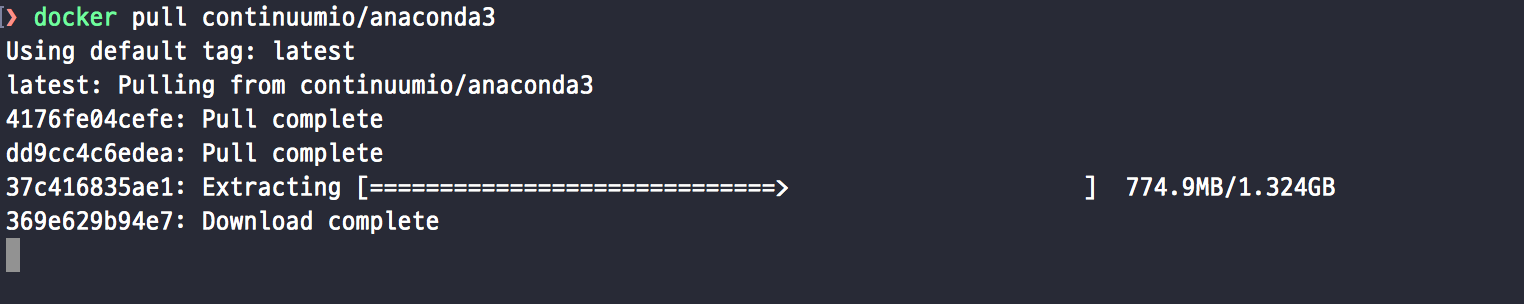 ❯ docker pull continuumio/anaconda3
Using default tag: latest
latest: Pulling from continuumio/anaconda3
4176fe04cefe: Pull complete
dd9cc4c6edea: Pull complete
37c416835ae1: Extracting [=============================>                     ]  774.9MB/1.324GB
369e629b94e7: Download complete